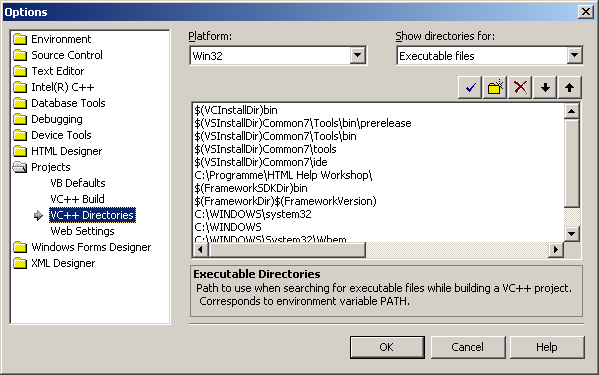 Options
Environment
Source Control
Text Editor
Intel(R) C++
Database Tools
Debugging
Device Tools
HTML Designer
Projects
VB Defaults
VC++ Build
VC++ Directories
Web Settings
Windows Forms Designer
XML Designer
Platform:
Win32
Show directories for:
Executable files
$(VCInstallDir)bin
$(VSInstallDir)Common7\Tools\bin\prerelease
$(VSInstallDir)Common7\Tools\bin
$(VSInstallDir)Common7\tools
$(VSInstallDir)Common7\ide
C:\Programme\HTML Help Workshop\
$(FrameworkSDKDir)bin
$(FrameworkDir)$(FrameworkVersion)
C:\WINDOWS\system32
C:\WINDOWS
C:\WINDOWS\System32\Wbem
Executable Directories
Path to use when searching for executable files while building a VC++ project.
Corresponds to environment variable PATH.
OK
Cancel
Help